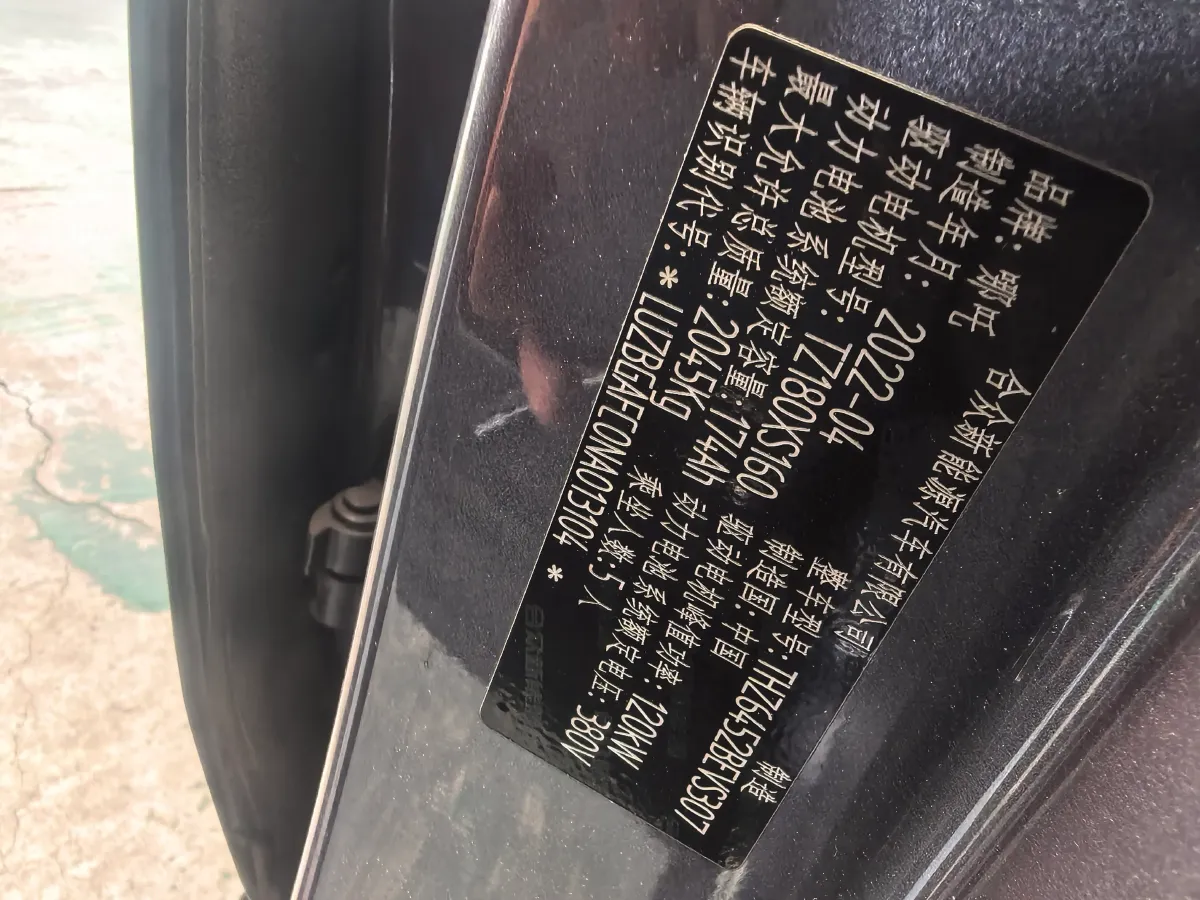 品牌: 哪吒 合众新能源汽车有限公司 制造
制造年月: 2022-04 整车型号: THZ6452BEVS307
驱动电机型号: TZ180XS160 制造国: 中国
动力电池系统额定容量: 174Ah 驱动电机峰值功率: 120KW
最大允许总质量: 2045Kg 动力电池系统额定电压: 380V
车辆识别代号: * LUZBGAFE0NA013104 * 乘坐人数: 5 人